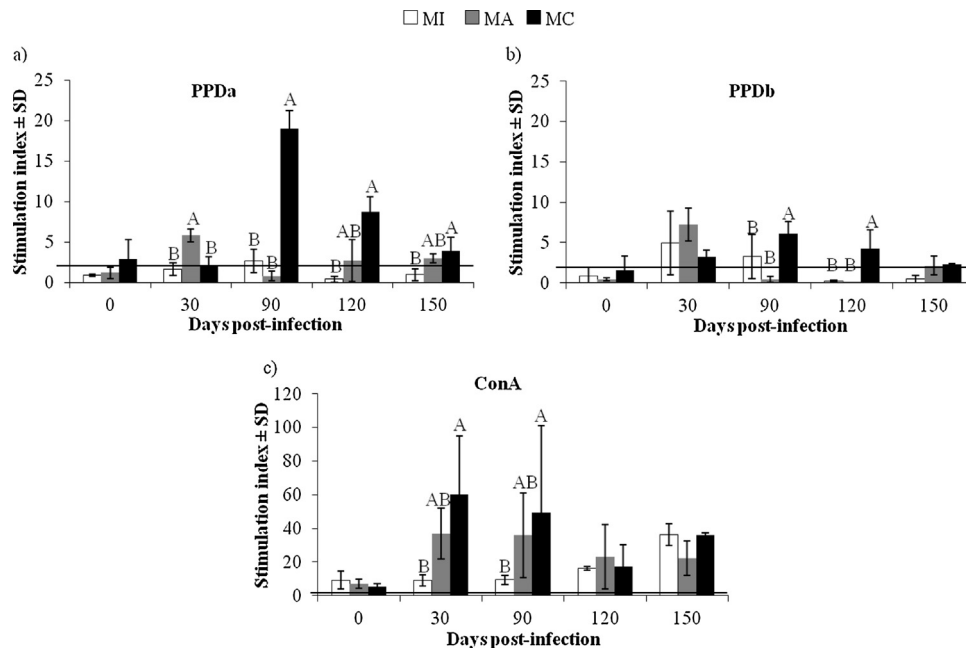 MI MA MC
a)
PPDa
Stimulation index ± SD
25
20
15
10
5
0
B A B
B B A
B AB A
B AB A
0 30 90 120 150
Days post-infection
b)
PPDb
Stimulation index ± SD
25
20
15
10
5
0
B B A
B B A
0 30 90 120 150
Days post-infection
c)
ConA
Stimulation index ± SD
120
100
80
60
40
20
0
B AB A
B AB A
0 30 90 120 150
Days post-infection